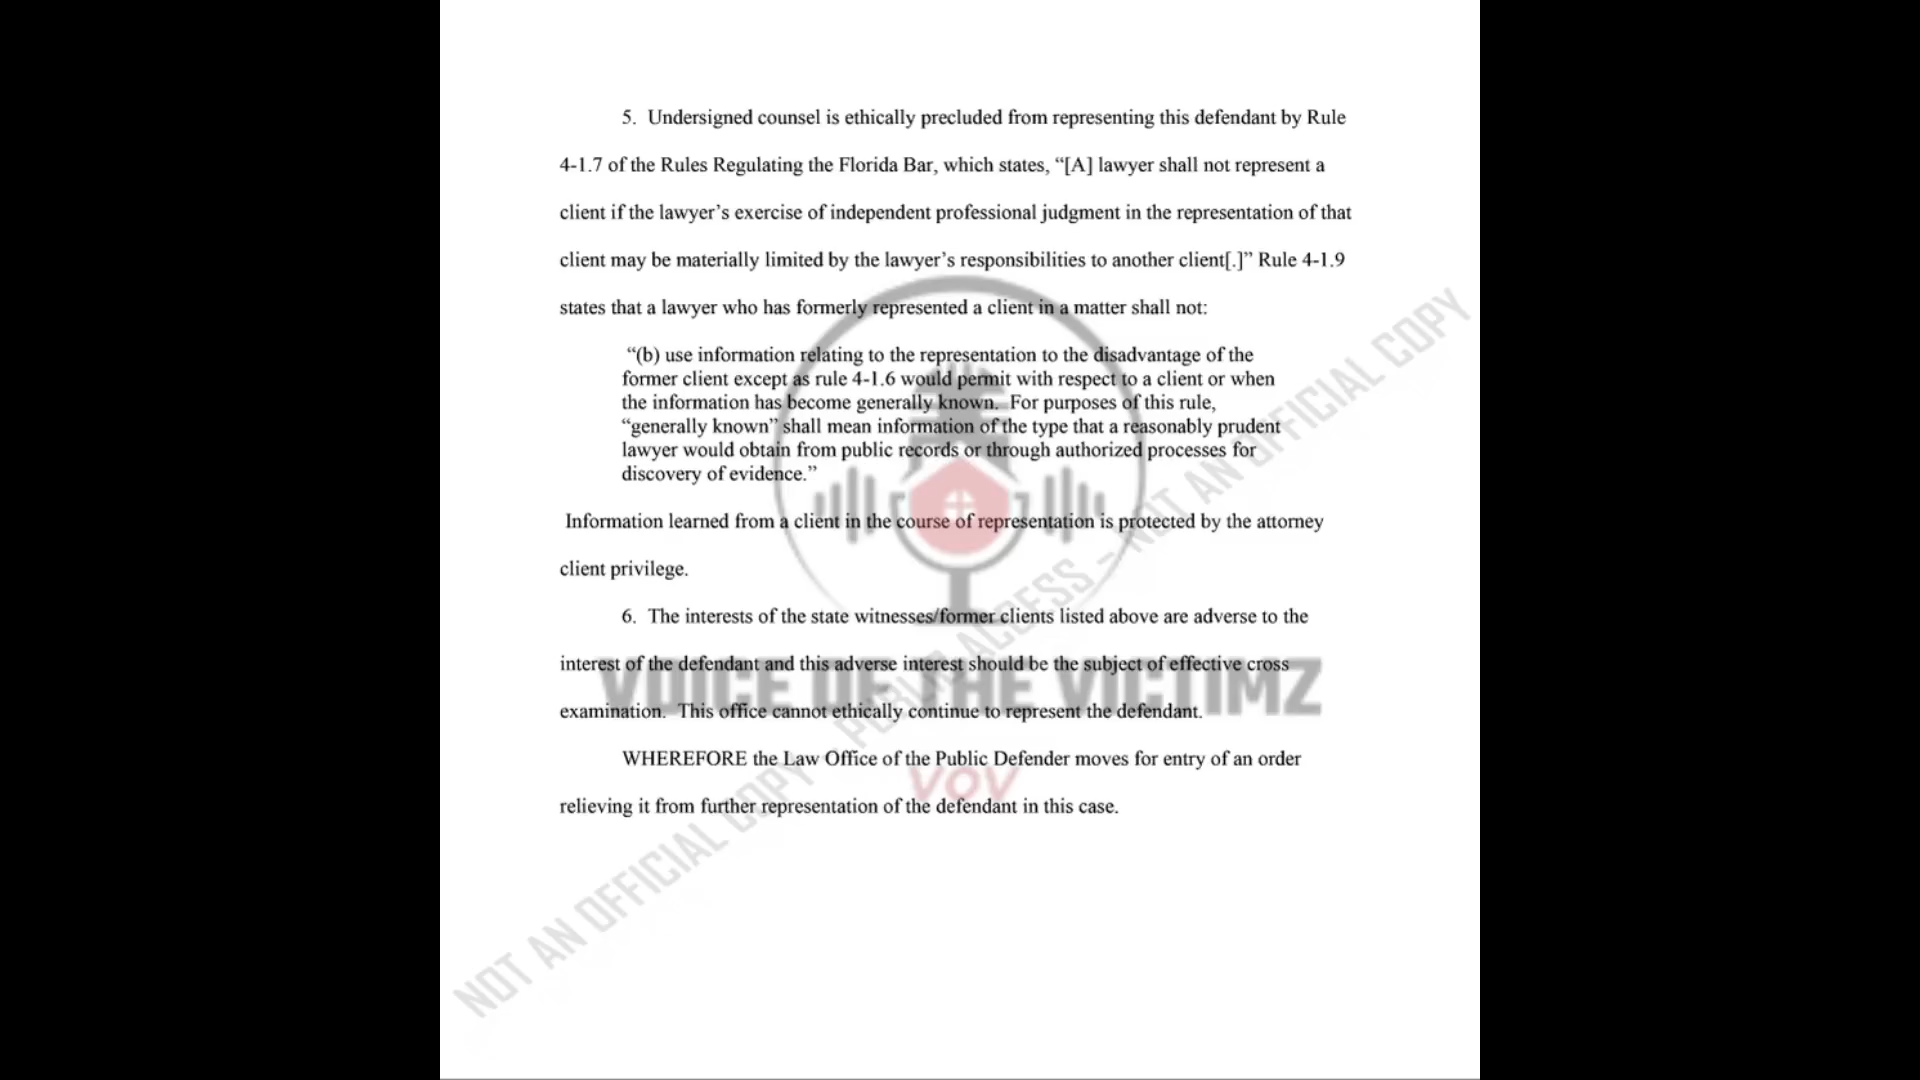 5. Undersigned counsel is ethically precluded from representing this defendant by Rule
4-1.7 of the Rules Regulating the Florida Bar, which states, “[A] lawyer shall not represent a
client if the lawyer’s exercise of independent professional judgment in the representation of that
client may be materially limited by the lawyer’s responsibilities to another client[.]” Rule 4-1.9
states that a lawyer who has formerly represented a client in a matter shall not:
“(b) use information relating to the representation to the disadvantage of the
former client except as rule 4-1.6 would permit with respect to a client or when
the information has become generally known. For purposes of this rule,
“generally known” shall mean information of the type that a reasonably prudent
lawyer would obtain from public records or through authorized processes for
discovery of evidence.”
Information learned from a client in the course of representation is protected by the attorney
client privilege.
6. The interests of the state witnesses/former clients listed above are adverse to the
interest of the defendant and this adverse interest should be the subject of effective cross
examination. This office cannot ethically continue to represent the defendant.
WHEREFORE the Law Office of the Public Defender moves for entry of an order
relieving it from further representation of the defendant in this case.
VOICE OF THE VICTIMZ
VOV
NOT AN OFFICIAL COPY - PUBLIC ACCESS - NOT AN OFFICIAL COPY